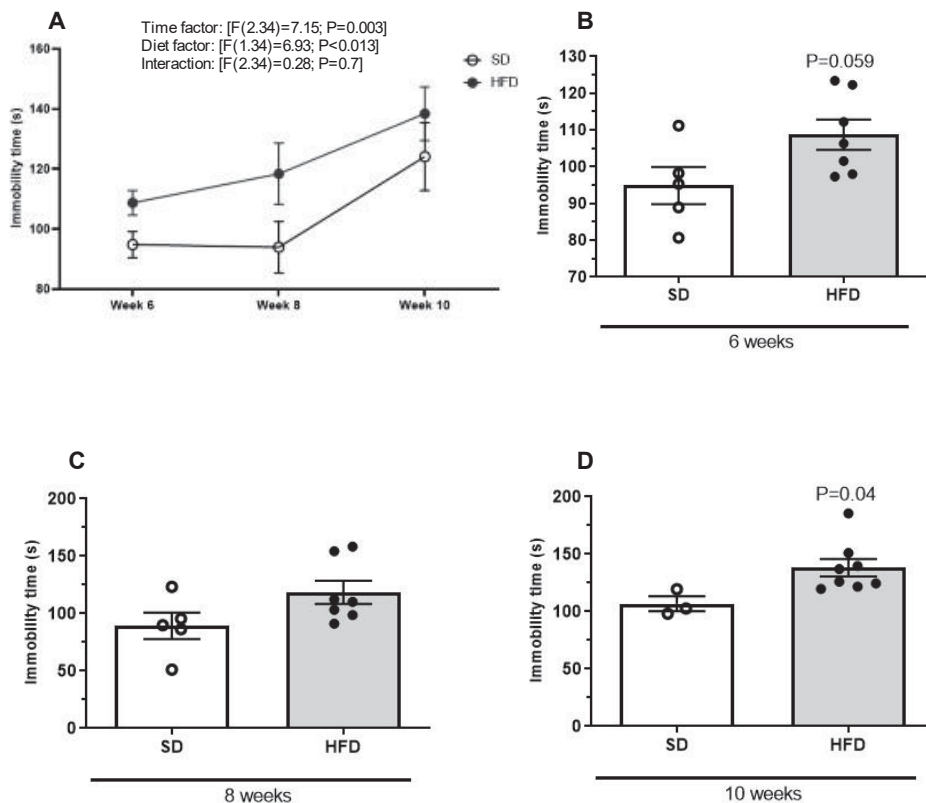 A
Time factor: [F(2.34)=7.15; P=0.003]
Diet factor: [F(1.34)=6.93; P<0.013]
Interaction: [F(2.34)=0.28; P=0.7]
SD
HFD
Immobility time (s)
160
140
120
100
80
Week 6
Week 8
Week 10
B
P=0.059
Immobility time (s)
130
120
110
100
90
80
70
SD
HFD
6 weeks
C
Immobility time (s)
200
150
100
50
0
SD
HFD
8 weeks
D
P=0.04
Immobility time (s)
200
150
100
50
0
SD
HFD
10 weeks